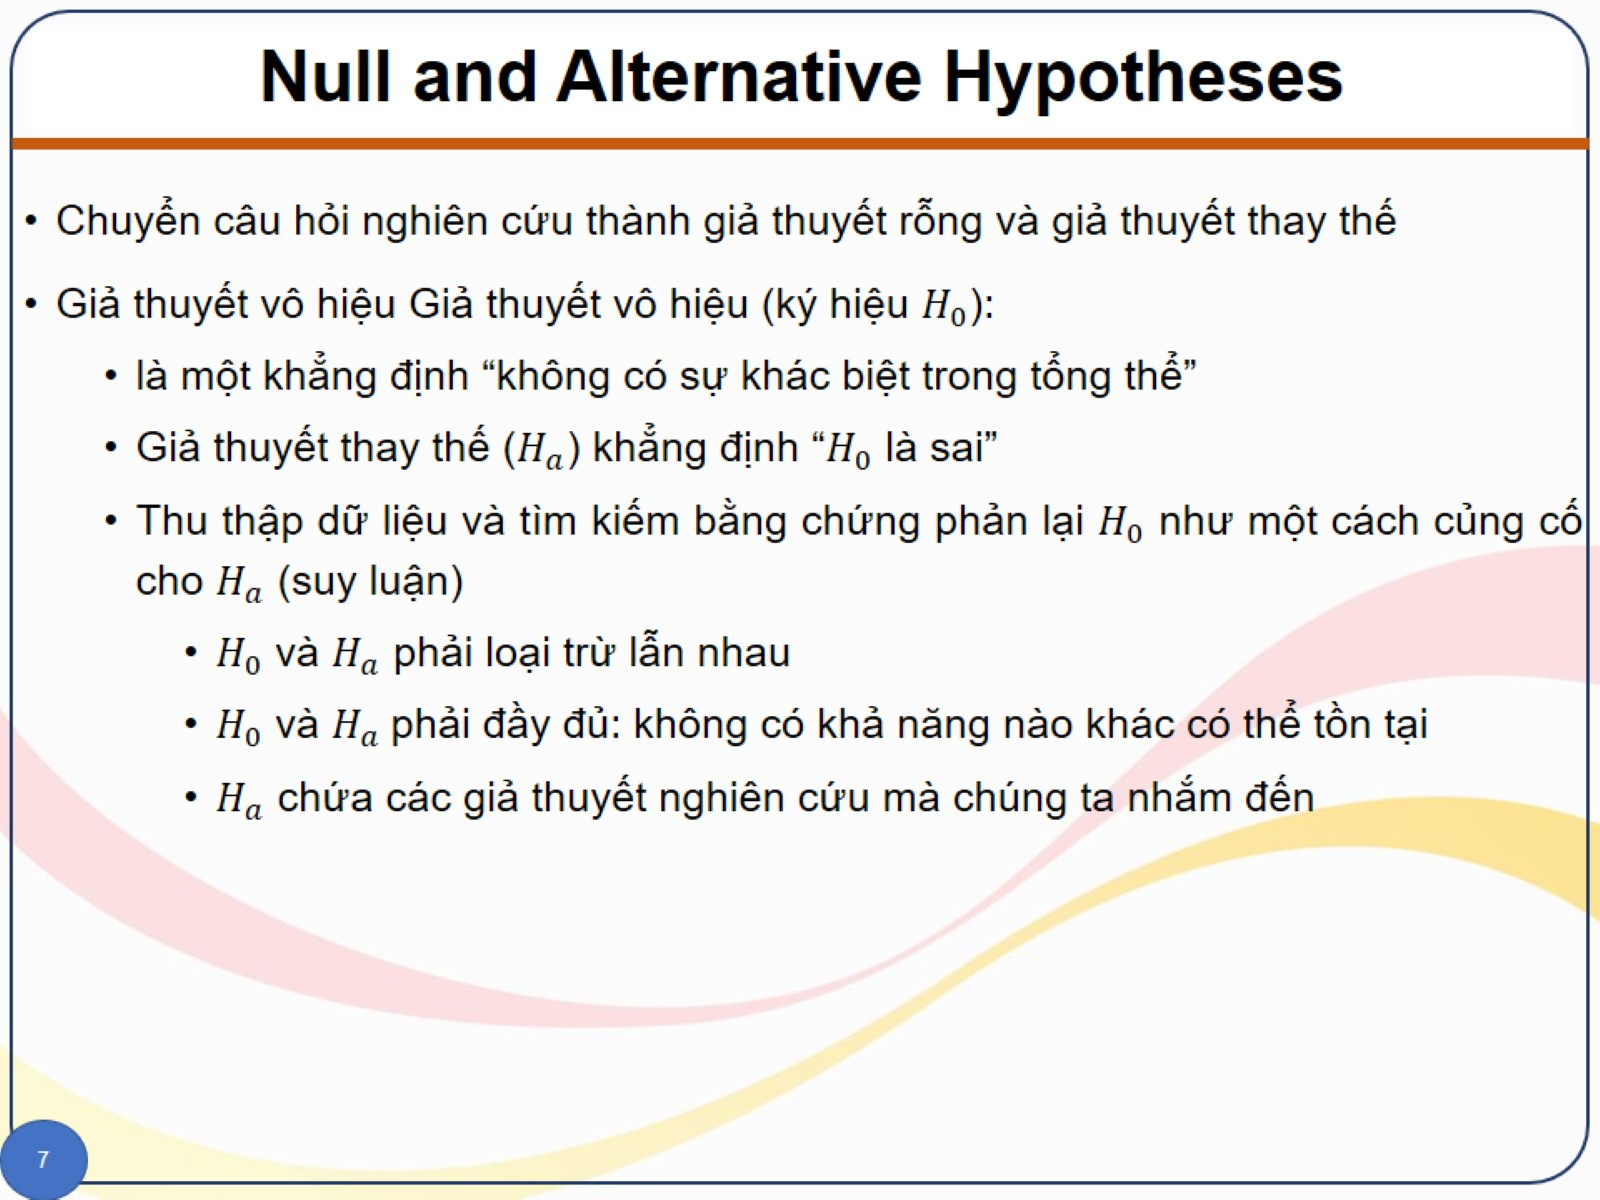 Null and Alternative Hypotheses
• Chuyển câu hỏi nghiên cứu thành giả thuyết rỗng và giả thuyết thay thế
• Giả thuyết vô hiệu Giả thuyết vô hiệu (ký hiệu H₀):
• là một khẳng định “không có sự khác biệt trong tổng thể”
• Giả thuyết thay thế (Hₐ) khẳng định “H₀ là sai”
• Thu thập dữ liệu và tìm kiếm bằng chứng phản lại H₀ như một cách củng cố
cho Hₐ (suy luận)
• H₀ và Hₐ phải loại trừ lẫn nhau
• H₀ và Hₐ phải đầy đủ: không có khả năng nào khác có thể tồn tại
• Hₐ chứa các giả thuyết nghiên cứu mà chúng ta nhắm đến
7